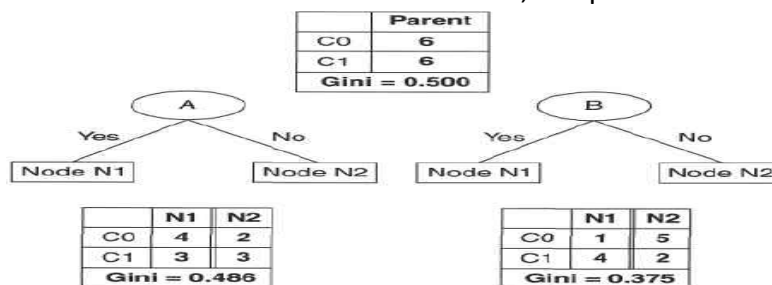 Parent
C0 6
C1 6
Gini = 0.500
A
B
Yes No
Yes No
Node N1 Node N2
Node N1 Node N2
N1 N2
C0 4 2
C1 3 3
Gini = 0.486
N1 N2
C0 1 5
C1 4 2
Gini = 0.375